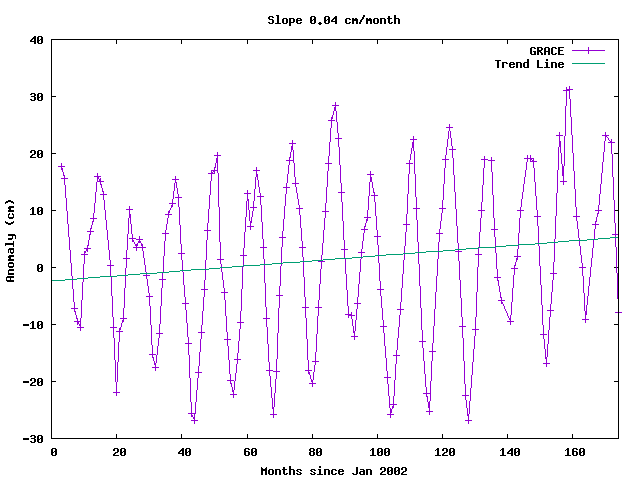 Slope 0.04 cm/month
GRACE
Trend Line
40
30
20
10
0
-10
-20
-30
Anomaly (cm)
0 20 40 60 80 100 120 140 160
Months since Jan 2002